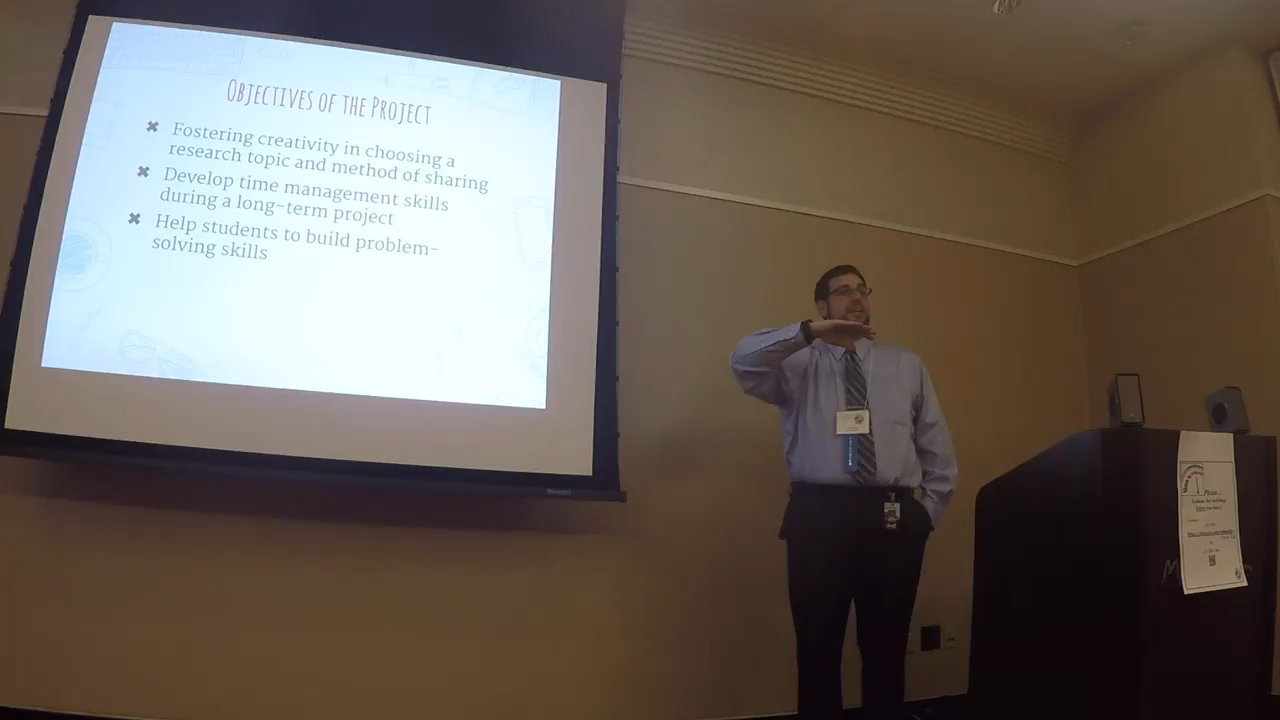 OBJECTIVES OF THE PROJECT
✖ Fostering creativity in choosing a
research topic and method of sharing
✖ Develop time management skills
during a long-term project
✖ Help students to build problem-
solving skills
Please...